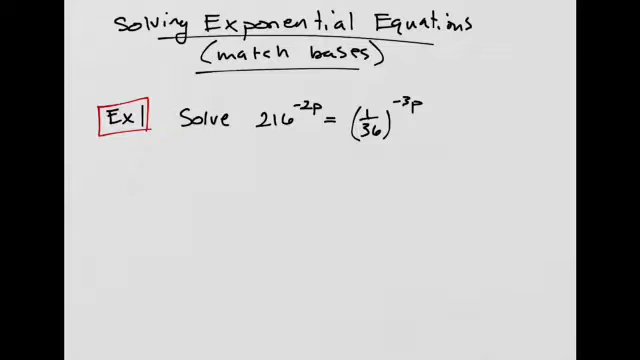 Solving Exponential Equations
(match bases)
Ex 1 Solve 216^-2p = (1/36)^-3p